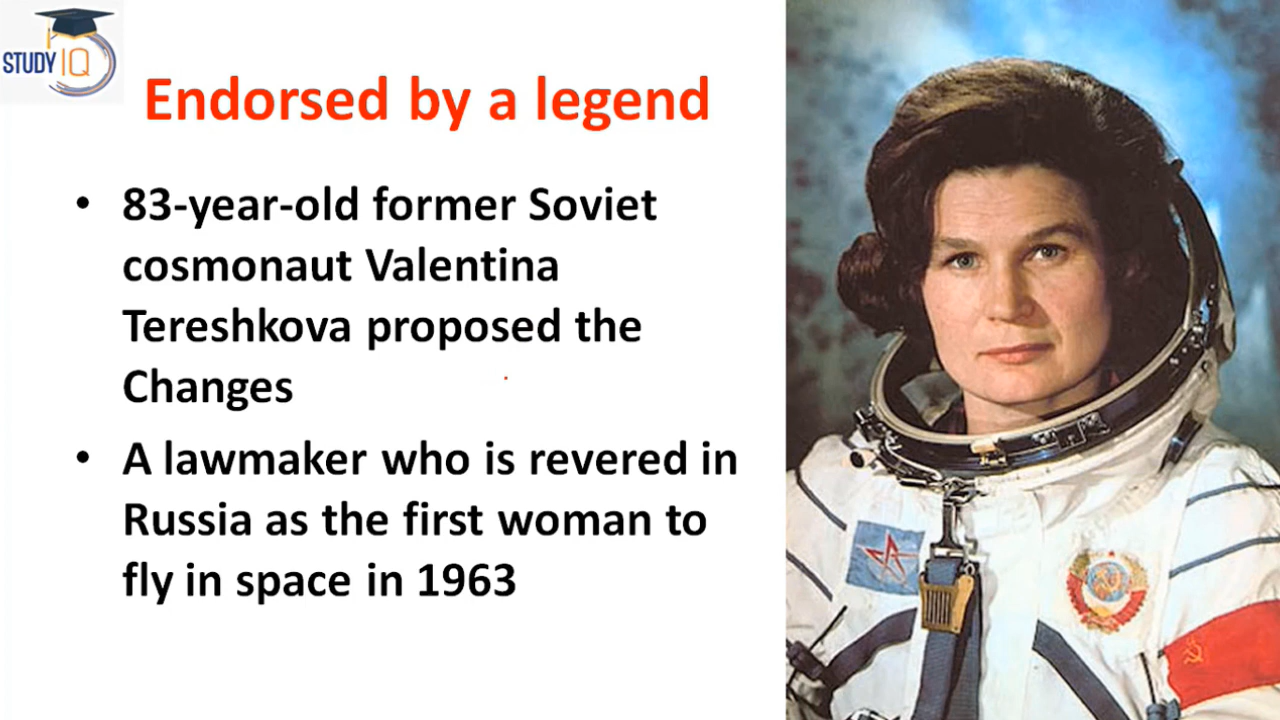 STUDY IQ
Endorsed by a legend
• 83-year-old former Soviet
cosmonaut Valentina
Tereshkova proposed the
Changes
• A lawmaker who is revered in
Russia as the first woman to
fly in space in 1963